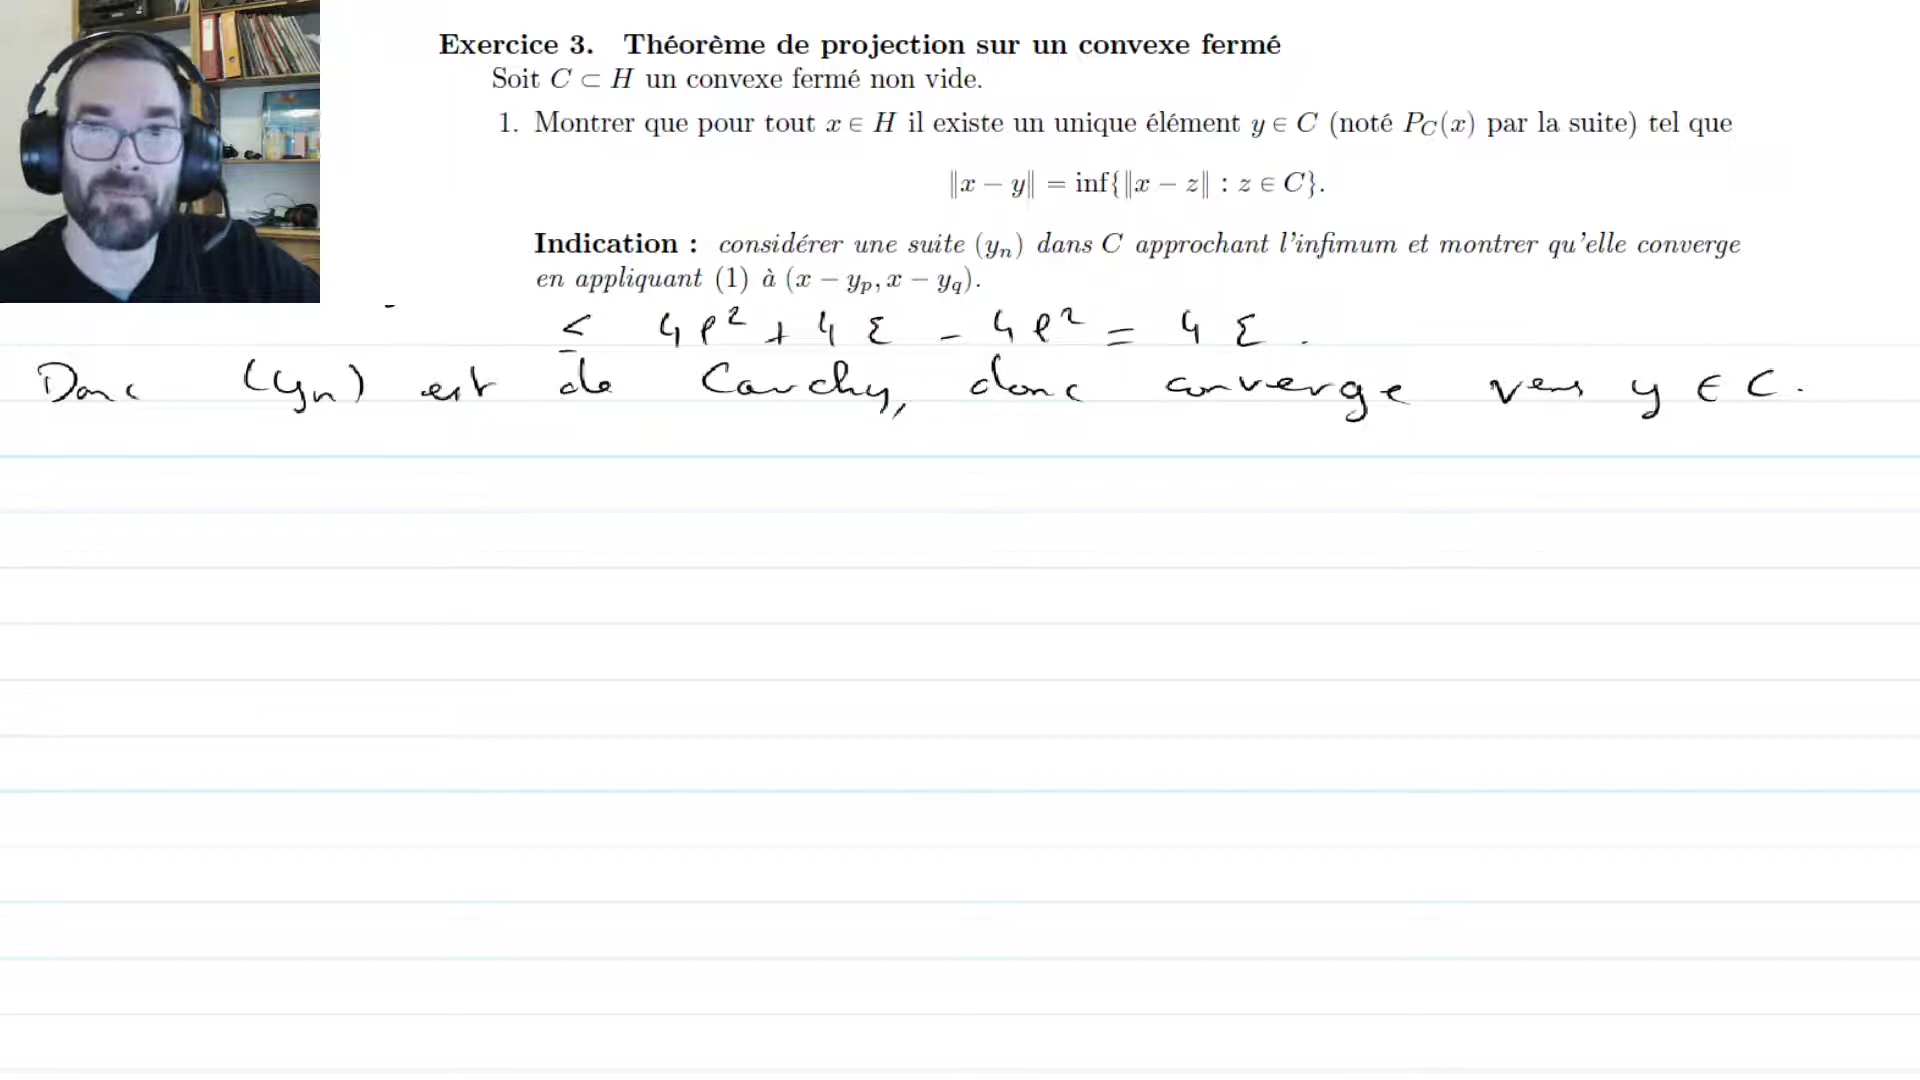 Exercice 3. Théorème de projection sur un convexe fermé
Soit C ⊂ H un convexe fermé non vide.
1. Montrer que pour tout x ∈ H il existe un unique élément y ∈ C (noté P_C(x) par la suite) tel que
‖x − y‖ = inf{‖x − z‖ : z ∈ C}.
Indication : considérer une suite (yₙ) dans C approchant l'infimum et montrer qu'elle converge
en appliquant (1) à (x − y_p, x − y_q).
≤ 4ℓ² + 4ε − 4ℓ² = 4ε.
Donc (yₙ) est de Cauchy, donc converge vers y ∈ C.